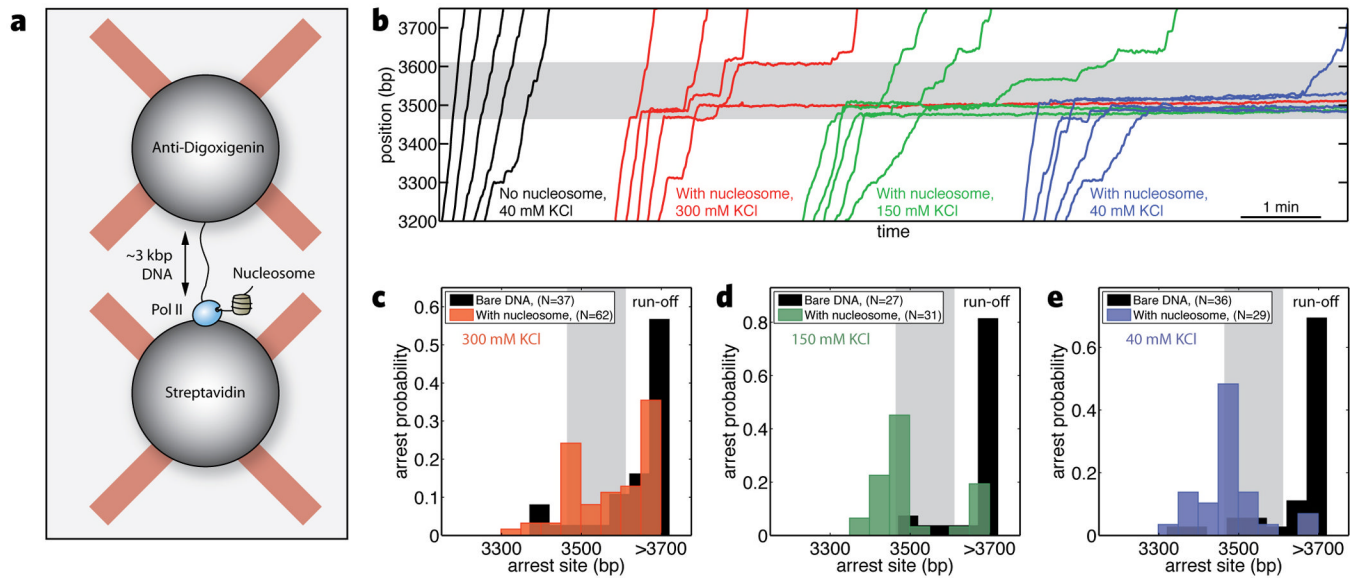 a
Anti-Digoxigenin
~3 kbp
DNA
Nucleosome
Pol II
Streptavidin
b
position (bp)
3700
3600
3500
3400
3300
3200
No nucleosome,
40 mM KCl
With nucleosome,
300 mM KCl
With nucleosome,
150 mM KCl
With nucleosome,
40 mM KCl
1 min
time
c
arrest probability
0.6
0.5
0.4
0.3
0.2
0.1
0
Bare DNA, (N=37)
With nucleosome, (N=62)
run-off
300 mM KCl
3300
3500
>3700
arrest site (bp)
d
arrest probability
0.8
0.6
0.4
0.2
0
Bare DNA, (N=27)
With nucleosome, (N=31)
run-off
150 mM KCl
3300
3500
>3700
arrest site (bp)
e
arrest probability
0.6
0.4
0.2
0
Bare DNA, (N=36)
With nucleosome, (N=29)
run-off
40 mM KCl
3300
3500
>3700
arrest site (bp)